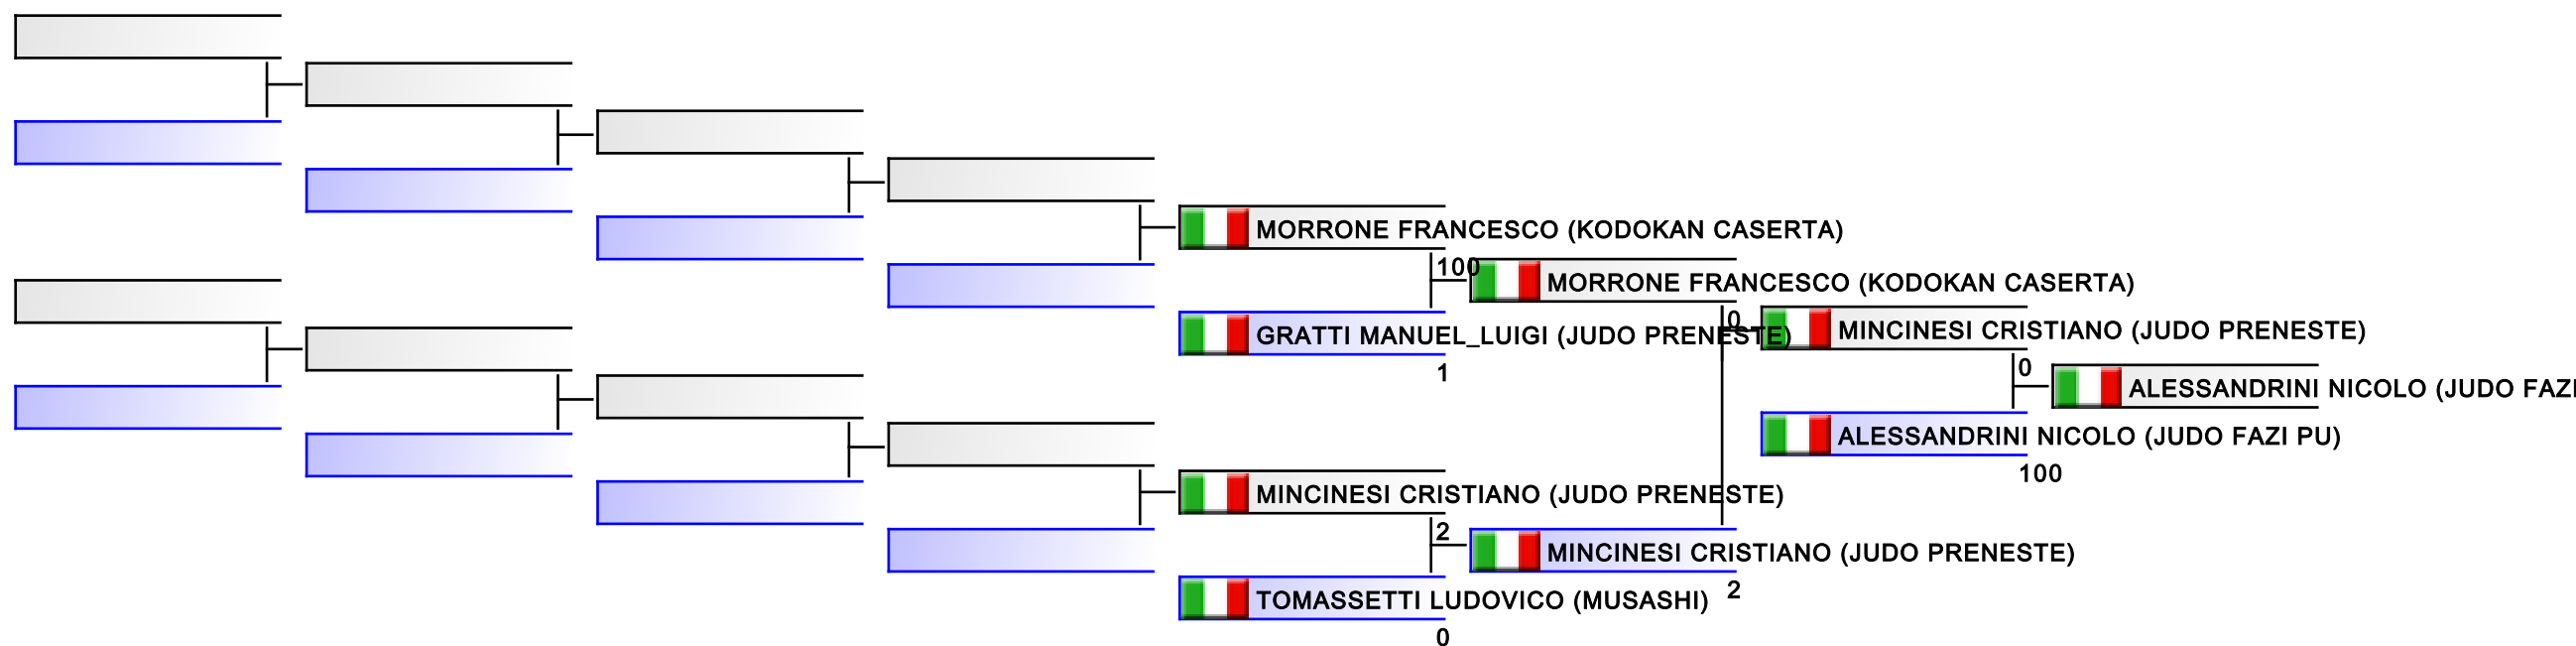 MORRONE FRANCESCO (KODOKAN CASERTA)
100
MORRONE FRANCESCO (KODOKAN CASERTA)
GRATTI MANUEL_LUIGI (JUDO PRENESTE)
1
0
MINCINESI CRISTIANO (JUDO PRENESTE)
0
ALESSANDRINI NICOLO (JUDO FAZI
ALESSANDRINI NICOLO (JUDO FAZI PU)
100
MINCINESI CRISTIANO (JUDO PRENESTE)
2
MINCINESI CRISTIANO (JUDO PRENESTE)
2
TOMASSETTI LUDOVICO (MUSASHI)
0